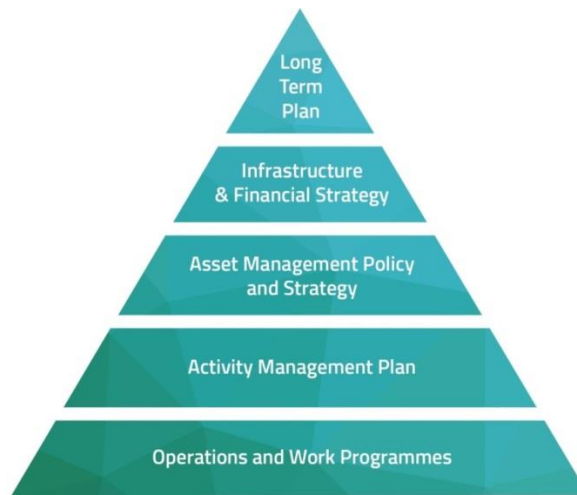 Long
Term
Plan
Infrastructure
& Financial Strategy
Asset Management Policy
and Strategy
Activity Management Plan
Operations and Work Programmes